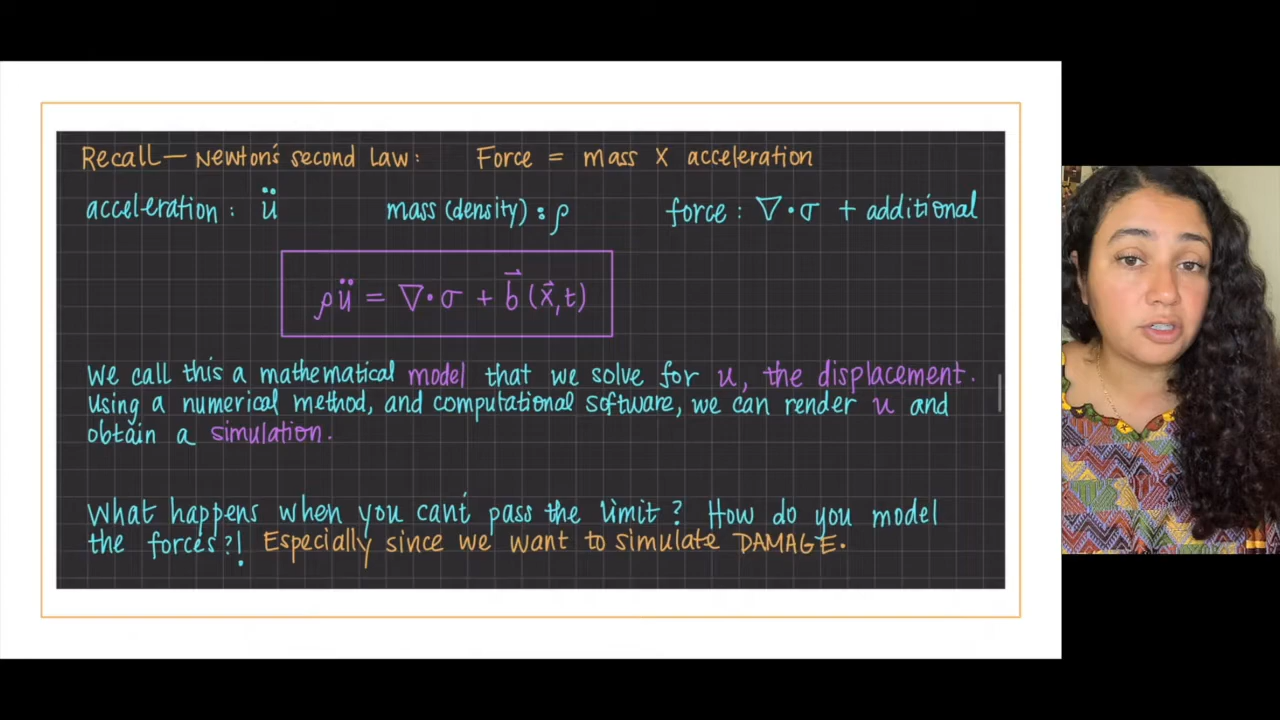 Recall— Newton's second Law: Force = mass X acceleration
acceleration: ü mass (density): ρ force: ∇·σ + additional
ρü = ∇·σ + b⃗ (x⃗,t)
We call this a mathematical model that we solve for u, the displacement.
Using a numerical method, and computational software, we can render u and
obtain a simulation.
What happens when you can't pass the limit? How do you model
the forces?! Especially since we want to simulate DAMAGE.